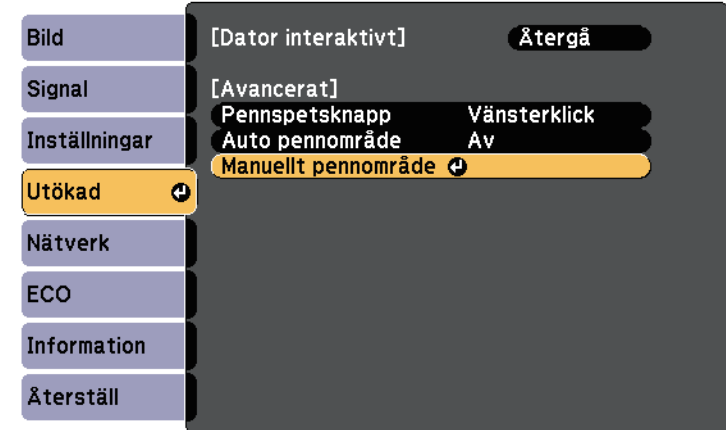 Bild
Signal
Inställningar
Utökad
Nätverk
ECO
Information
Återställ
[Dator interaktivt] Återgå
[Avancerat]
Pennspetsknapp Vänsterklick
Auto pennområde Av
Manuellt pennområde